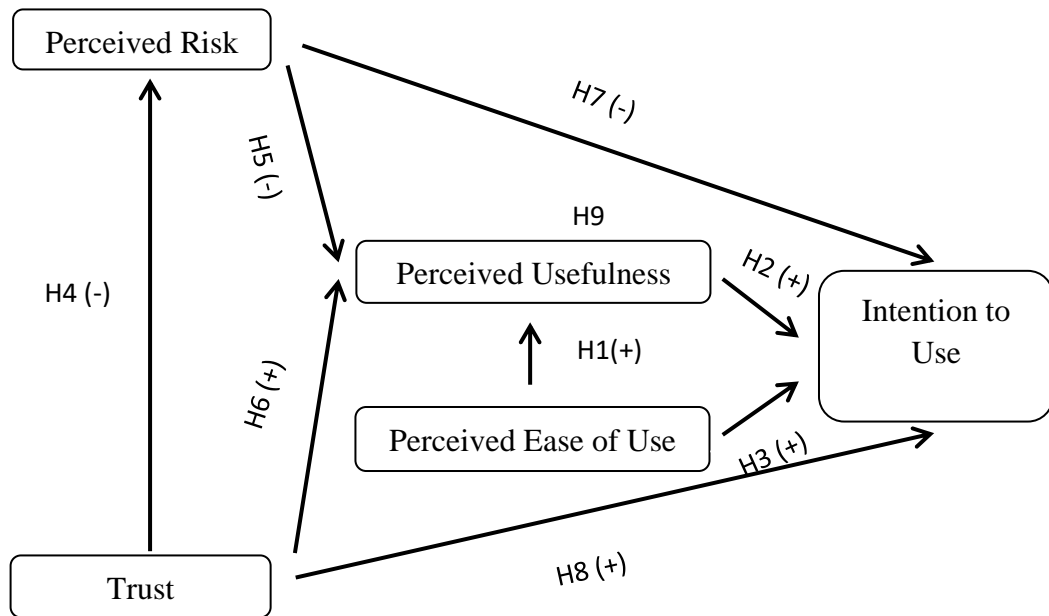 Perceived Risk
H7 (-)
H5 (-)
H9
Perceived Usefulness
H2 (+)
H4 (-)
Intention to
Use
H1(+)
H6 (+)
Perceived Ease of Use
H3 (+)
H8 (+)
Trust